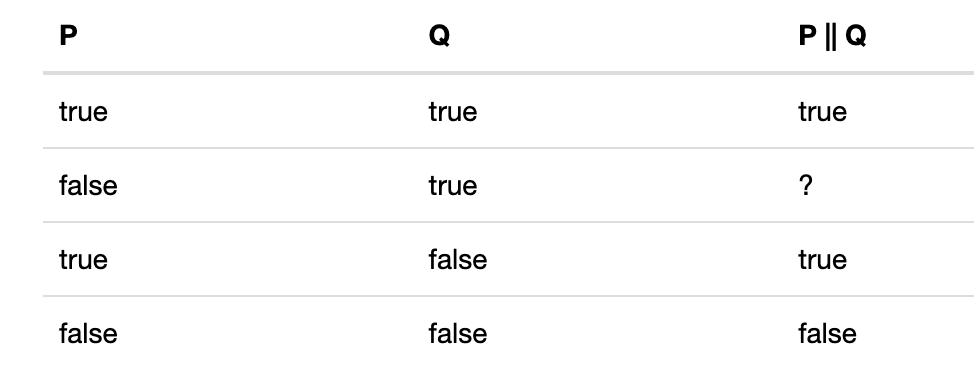 P Q P || Q
true true true
false true ?
true false true
false false false